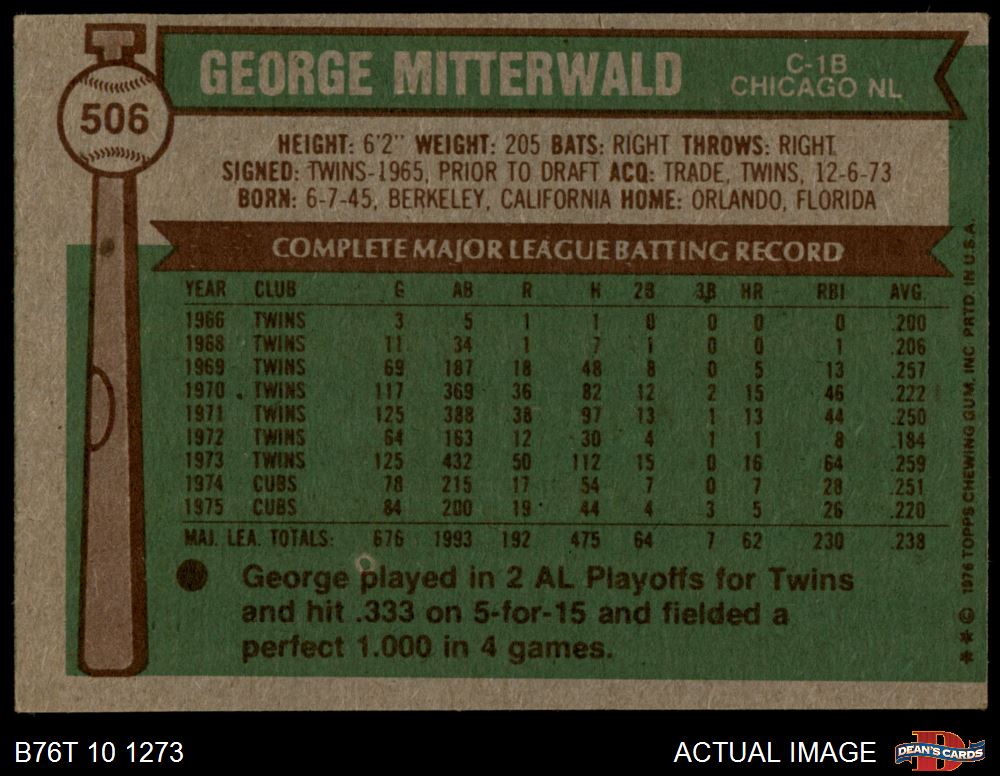 506
GEORGE MITTERWALD
C-1B
CHICAGO NL
HEIGHT: 6'2" WEIGHT: 205 BATS: RIGHT THROWS: RIGHT
SIGNED: TWINS-1965, PRIOR TO DRAFT ACQ: TRADE, TWINS, 12-6-73
BORN: 6-7-45, BERKELEY, CALIFORNIA HOME: ORLANDO, FLORIDA
COMPLETE MAJOR LEAGUE BATTING RECORD
YEAR CLUB G AB R H 2B 3B HR RBI AVG.
1966 TWINS 3 5 1 1 0 0 0 0 .200
1968 TWINS 11 34 1 7 1 0 0 1 .206
1969 TWINS 69 187 18 48 8 0 5 13 .257
1970 TWINS 117 369 36 82 12 2 15 46 .222
1971 TWINS 125 388 38 97 13 1 13 44 .250
1972 TWINS 64 163 12 30 4 1 1 8 .184
1973 TWINS 125 432 50 112 15 0 16 64 .259
1974 CUBS 78 215 17 54 7 0 7 28 .251
1975 CUBS 84 200 19 44 4 3 5 26 .220
MAJ. LEA. TOTALS: 676 1993 192 475 64 7 62 230 .238
George played in 2 AL Playoffs for Twins
and hit .333 on 5-for-15 and fielded a
perfect 1.000 in 4 games.
** © 1976 TOPPS CHEWING GUM, INC PRTD. IN U.S.A.
B76T 10 1273
ACTUAL IMAGE
D
DEAN'S CARDS